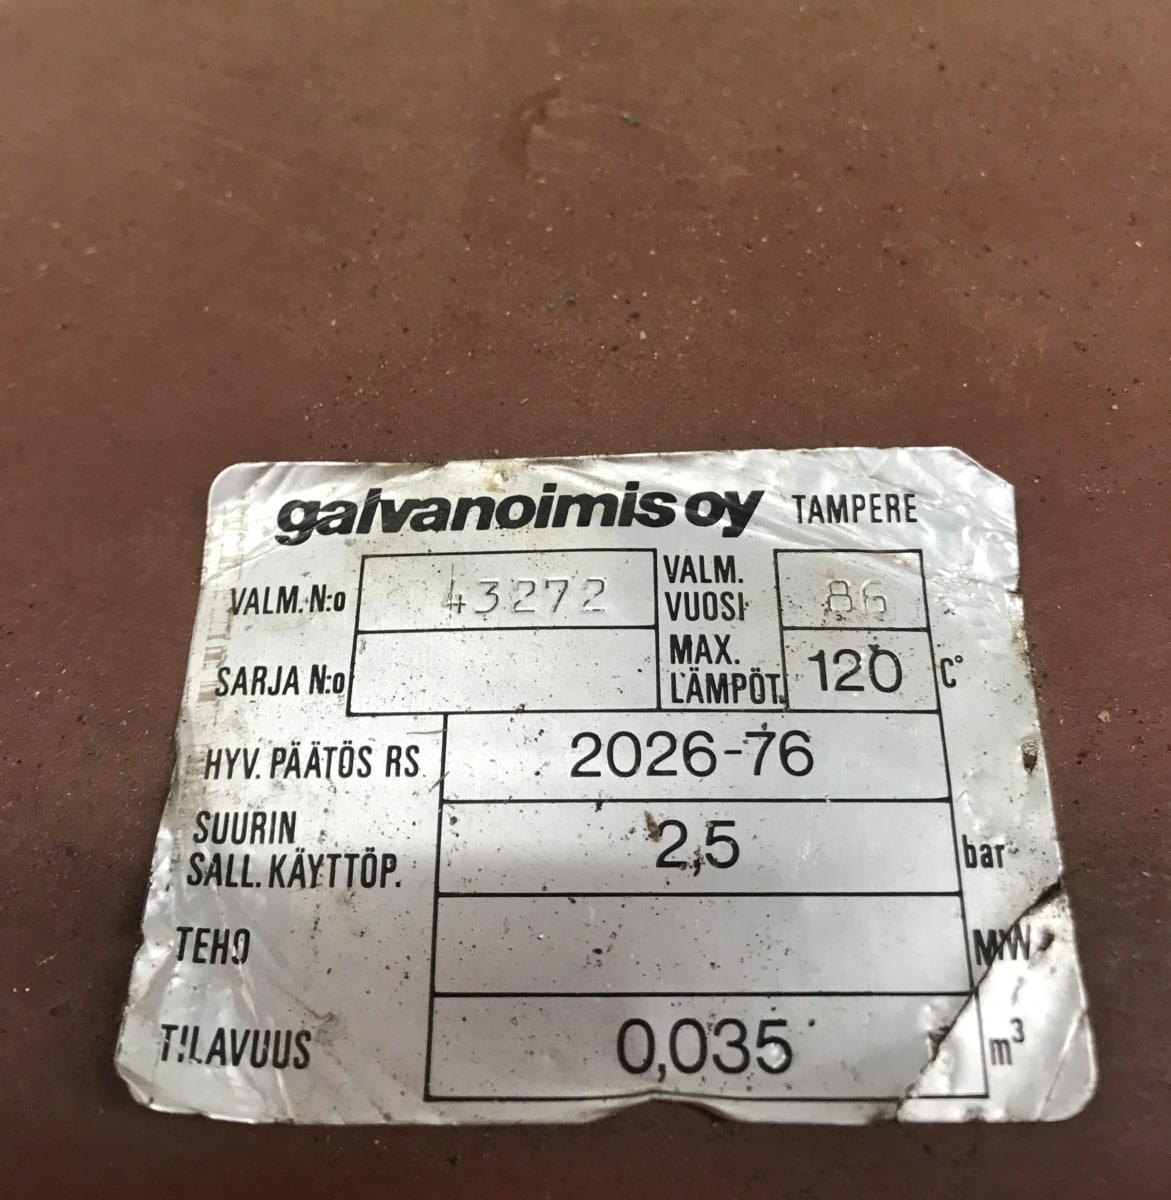 galvanoimis oy TAMPERE
VALM. N:o 43272 VALM. VUOSI 86
SARJA N:o MAX. LÄMPÖT. 120 C°
HYV. PÄÄTÖS RS 2026-76
SUURIN
SALL. KÄYTTÖP. 2,5 bar
TEHO MW
TILAVUUS 0,035 m³